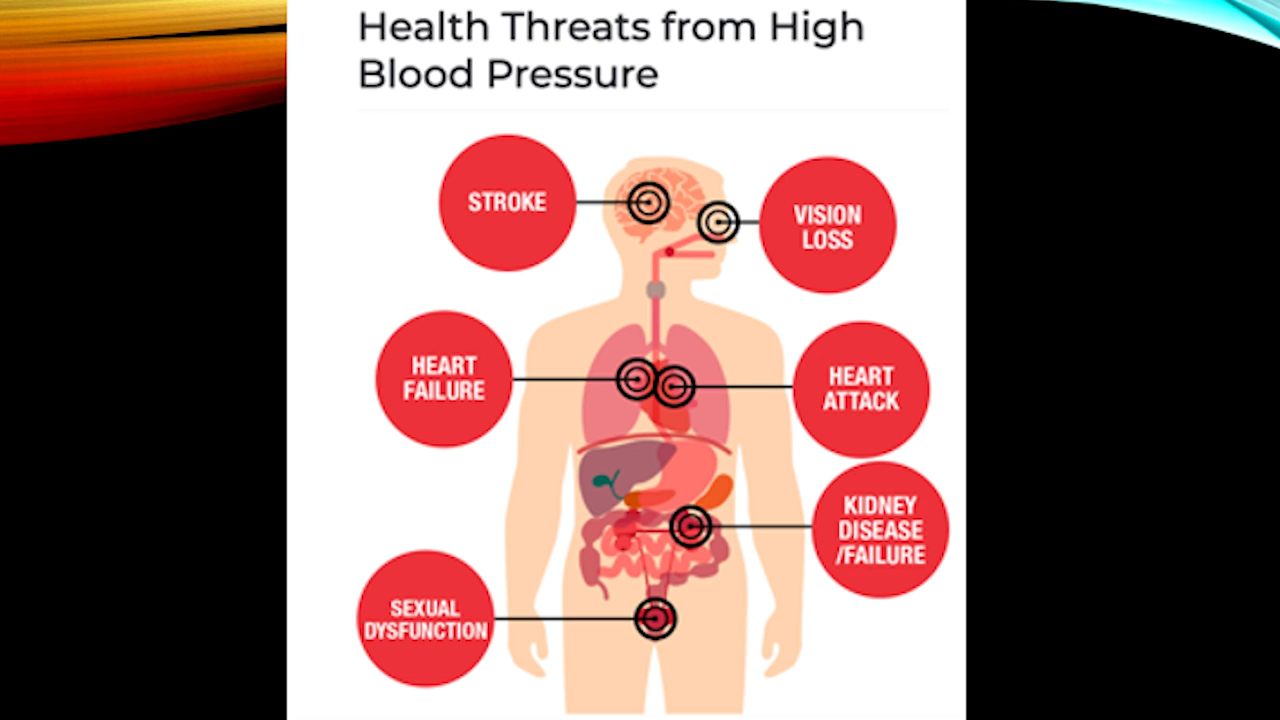 Health Threats from High
Blood Pressure
STROKE
VISION
LOSS
HEART
FAILURE
HEART
ATTACK
KIDNEY
DISEASE
/FAILURE
SEXUAL
DYSFUNCTION